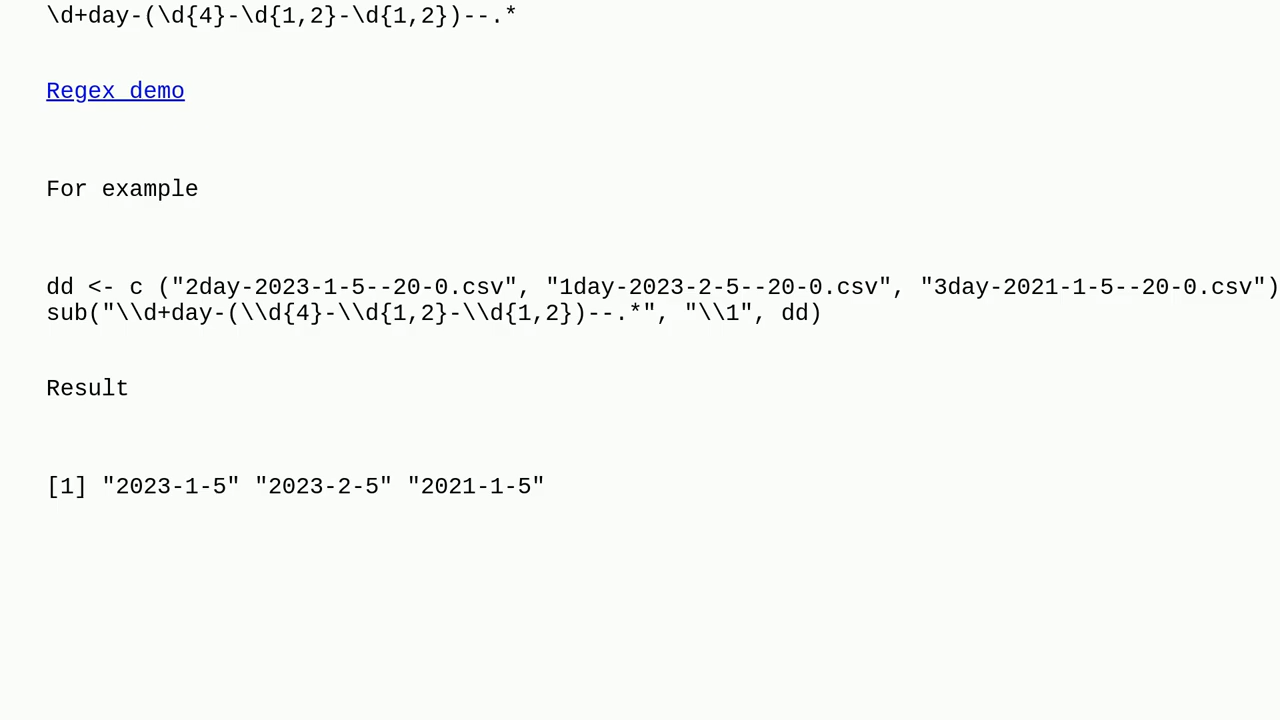 \d+day-(\d{4}-\d{1,2}-\d{1,2})--.*
Regex demo
For example
dd <- c ("2day-2023-1-5--20-0.csv", "1day-2023-2-5--20-0.csv", "3day-2021-1-5--20-0.csv")
sub("\\d+day-(\\d{4}-\\d{1,2}-\\d{1,2})--.*", "\\1", dd)
Result
[1] "2023-1-5" "2023-2-5" "2021-1-5"